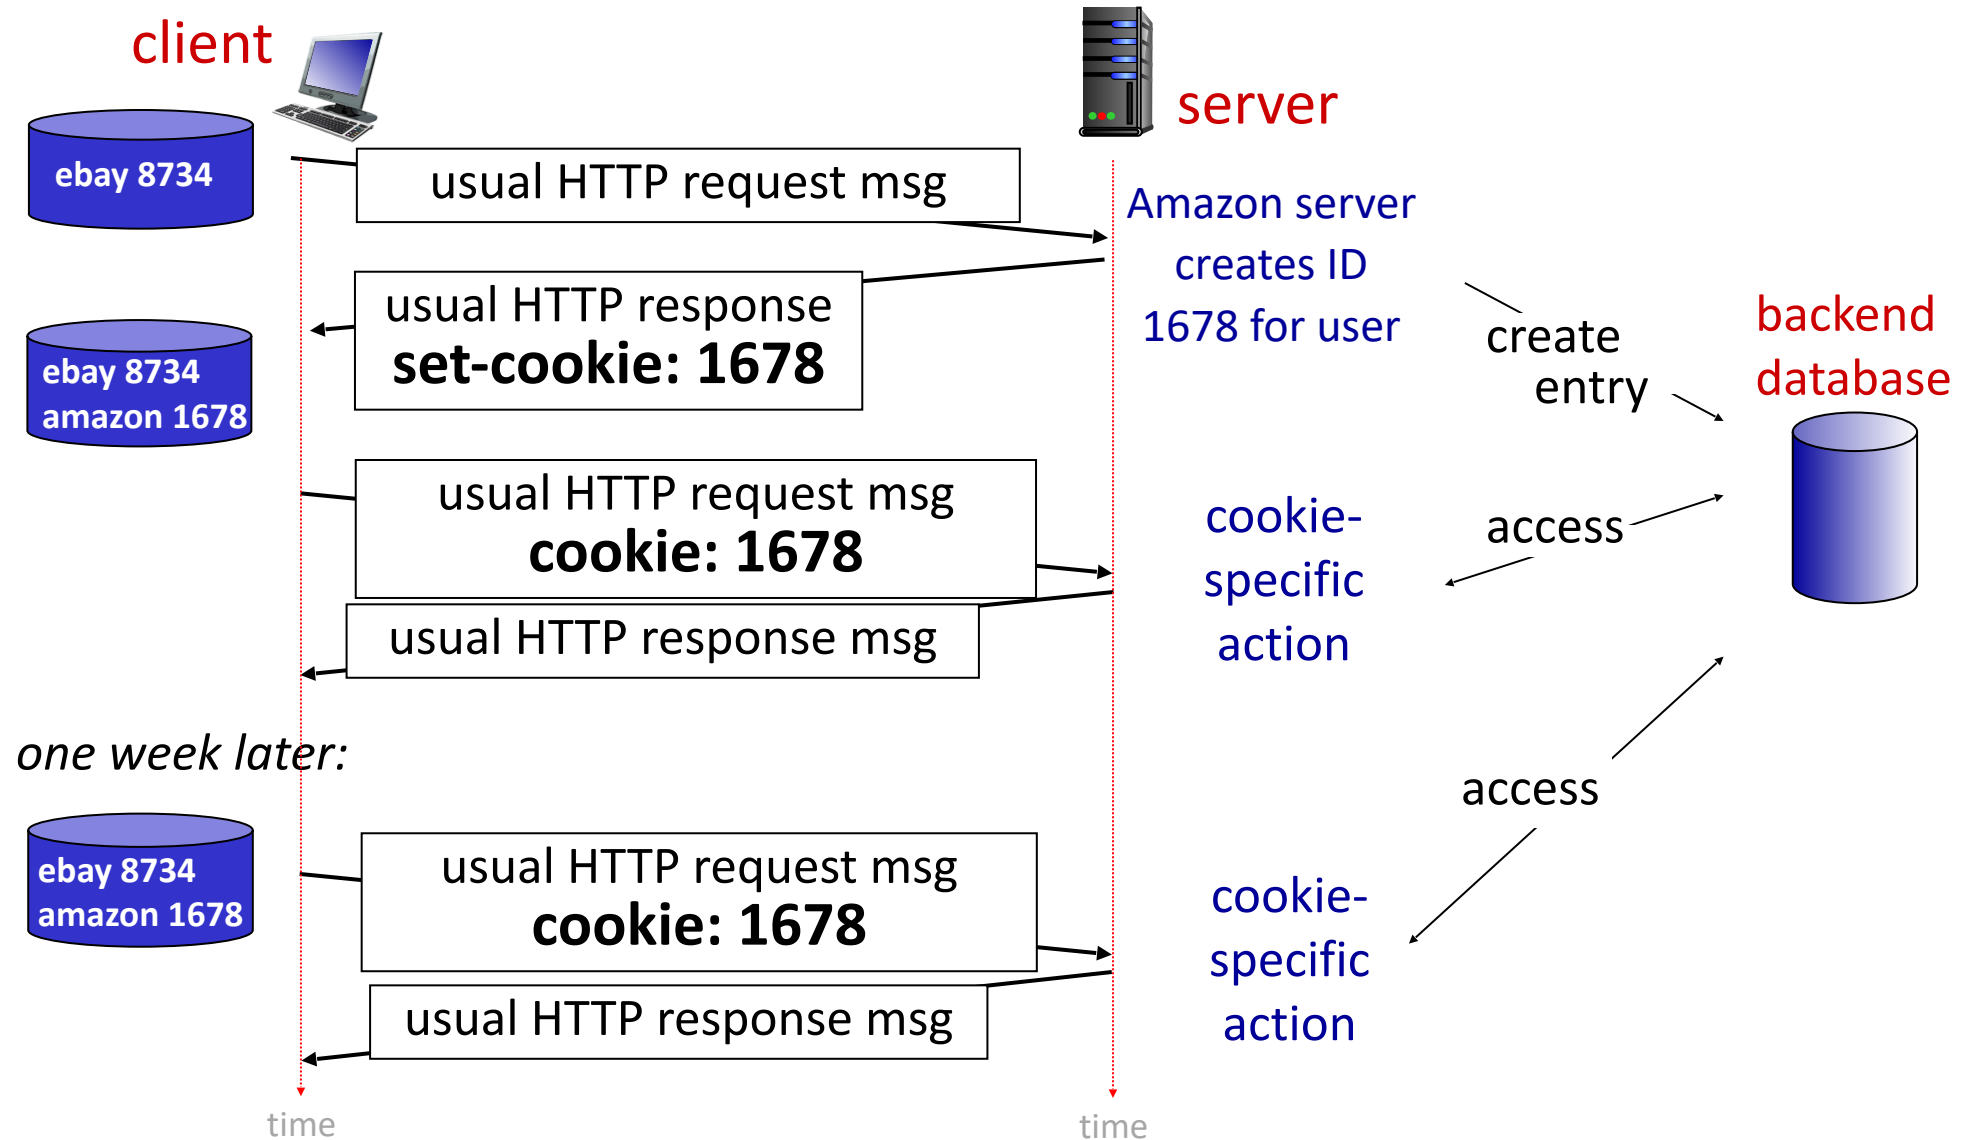 client
server
ebay 8734
usual HTTP request msg
Amazon server
creates ID
1678 for user
usual HTTP response
set-cookie: 1678
create
entry
backend
database
ebay 8734
amazon 1678
usual HTTP request msg
cookie: 1678
cookie-
specific
action
access
usual HTTP response msg
one week later:
access
ebay 8734
amazon 1678
usual HTTP request msg
cookie: 1678
cookie-
specific
action
usual HTTP response msg
time
time